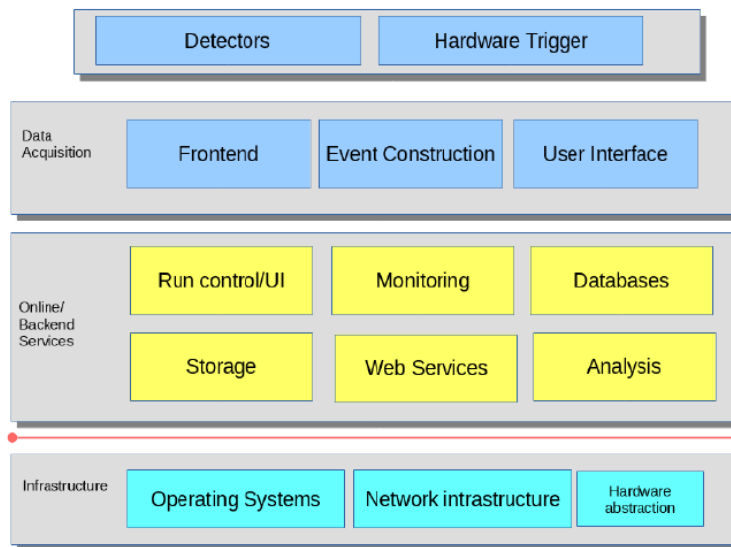 Detectors
Hardware Trigger
Data
Acquisition
Frontend
Event Construction
User Interface
Run control/UI
Monitoring
Databases
Online/
Backend
Services
Storage
Web Services
Analysis
Infrastructure
Operating Systems
Network intrastructure
Hardware
abstraction